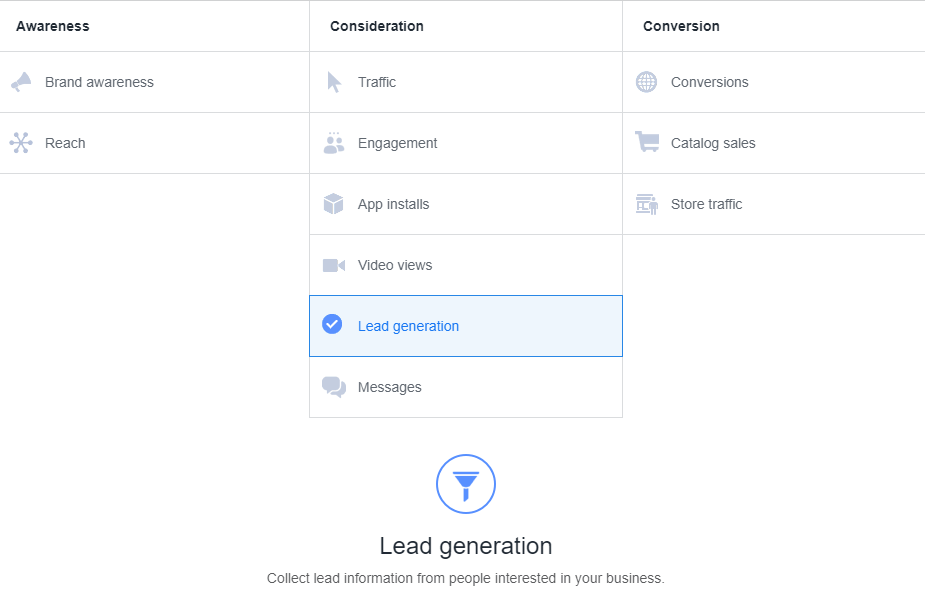 Awareness
Consideration
Conversion
Brand awareness
Traffic
Conversions
Reach
Engagement
Catalog sales
App installs
Store traffic
Video views
Lead generation
Messages
Lead generation
Collect lead information from people interested in your business.